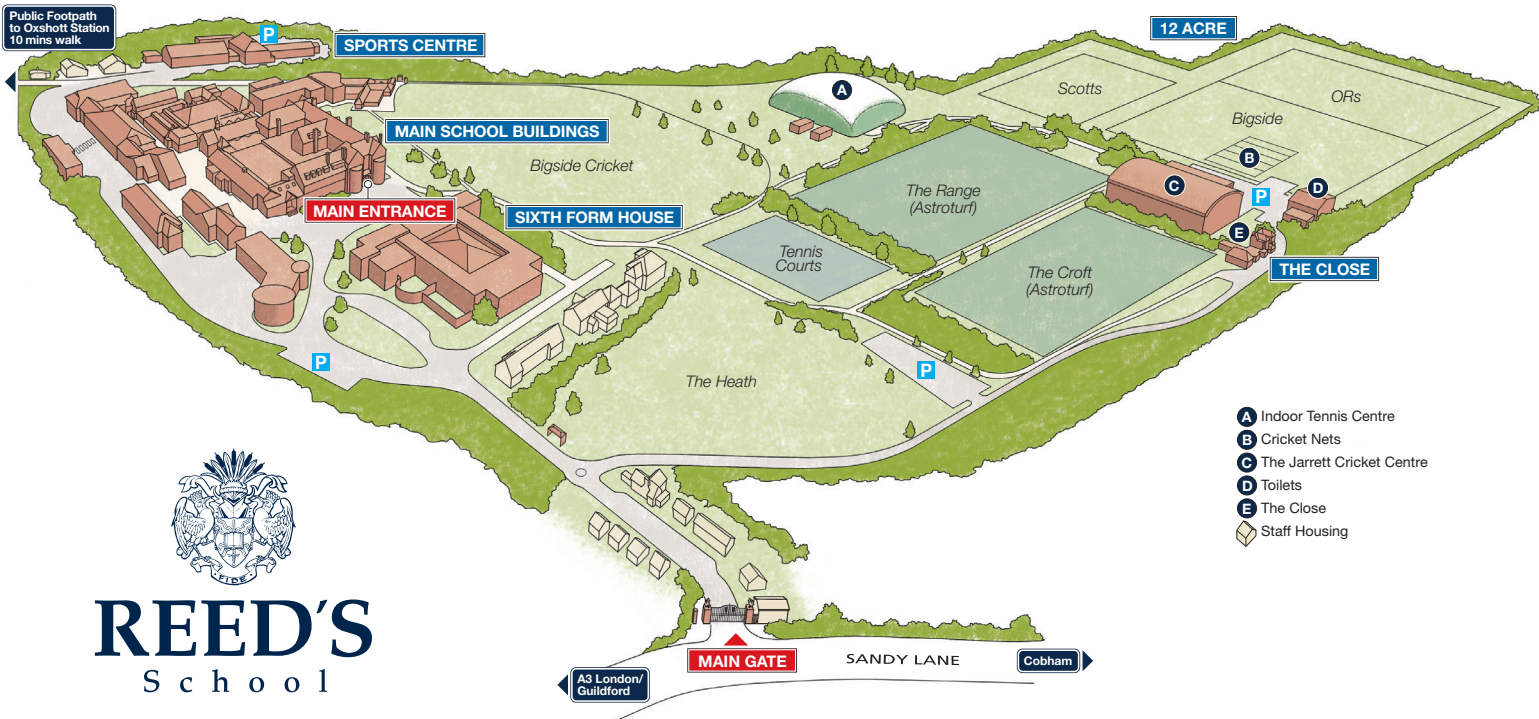 Public Footpath
to Oxshott Station
10 mins walk
P
SPORTS CENTRE
12 ACRE
A
Scotts
ORs
Bigside
MAIN SCHOOL BUILDINGS
Bigside Cricket
B
The Range
(Astroturf)
C
P
D
MAIN ENTRANCE
SIXTH FORM HOUSE
E
Tennis
Courts
The Croft
(Astroturf)
THE CLOSE
P
P
The Heath
A Indoor Tennis Centre
B Cricket Nets
C The Jarrett Cricket Centre
D Toilets
E The Close
Staff Housing
FIDE
REED'S
School
MAIN GATE
SANDY LANE
Cobham
A3 London/
Guildford